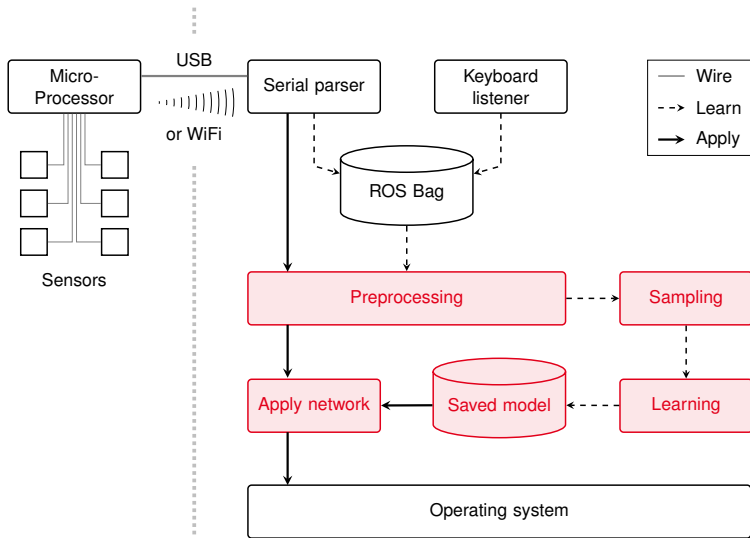 USB
Micro-
Processor
Serial parser
Keyboard
listener
or WiFi
Wire
Learn
Apply
ROS Bag
Sensors
Preprocessing
Sampling
Apply network
Saved model
Learning
Operating system